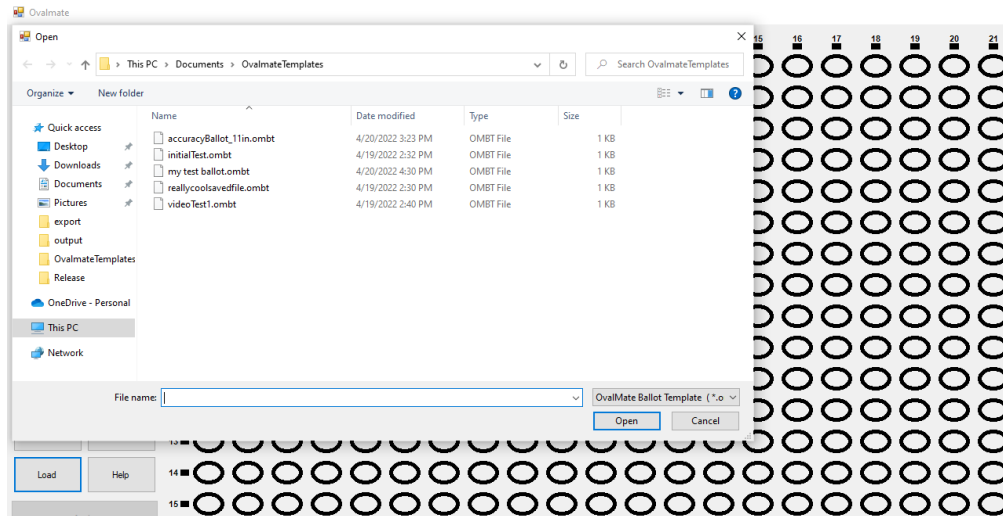 Ovalmate
Open
This PC > Documents > OvalmateTemplates
Search OvalmateTemplates
Organize
New folder
Name Date modified Type Size
Quick access
Desktop
Downloads
Documents
Pictures
export
output
OvalmateTemplates
Release
OneDrive - Personal
This PC
Network
accuracyBallot_11in.ombt 4/20/2022 3:23 PM OMBT File 1 KB
initialTest.ombt 4/19/2022 2:32 PM OMBT File 1 KB
my test ballot.ombt 4/20/2022 4:30 PM OMBT File 1 KB
reallycoolsavedfile.ombt 4/19/2022 2:30 PM OMBT File 1 KB
videoTest1.ombt 4/19/2022 2:40 PM OMBT File 1 KB
File name:
OvalMate Ballot Template (*.o
Open
Cancel
15 16 17 18 19 20 21
13
Load
Help
14
15